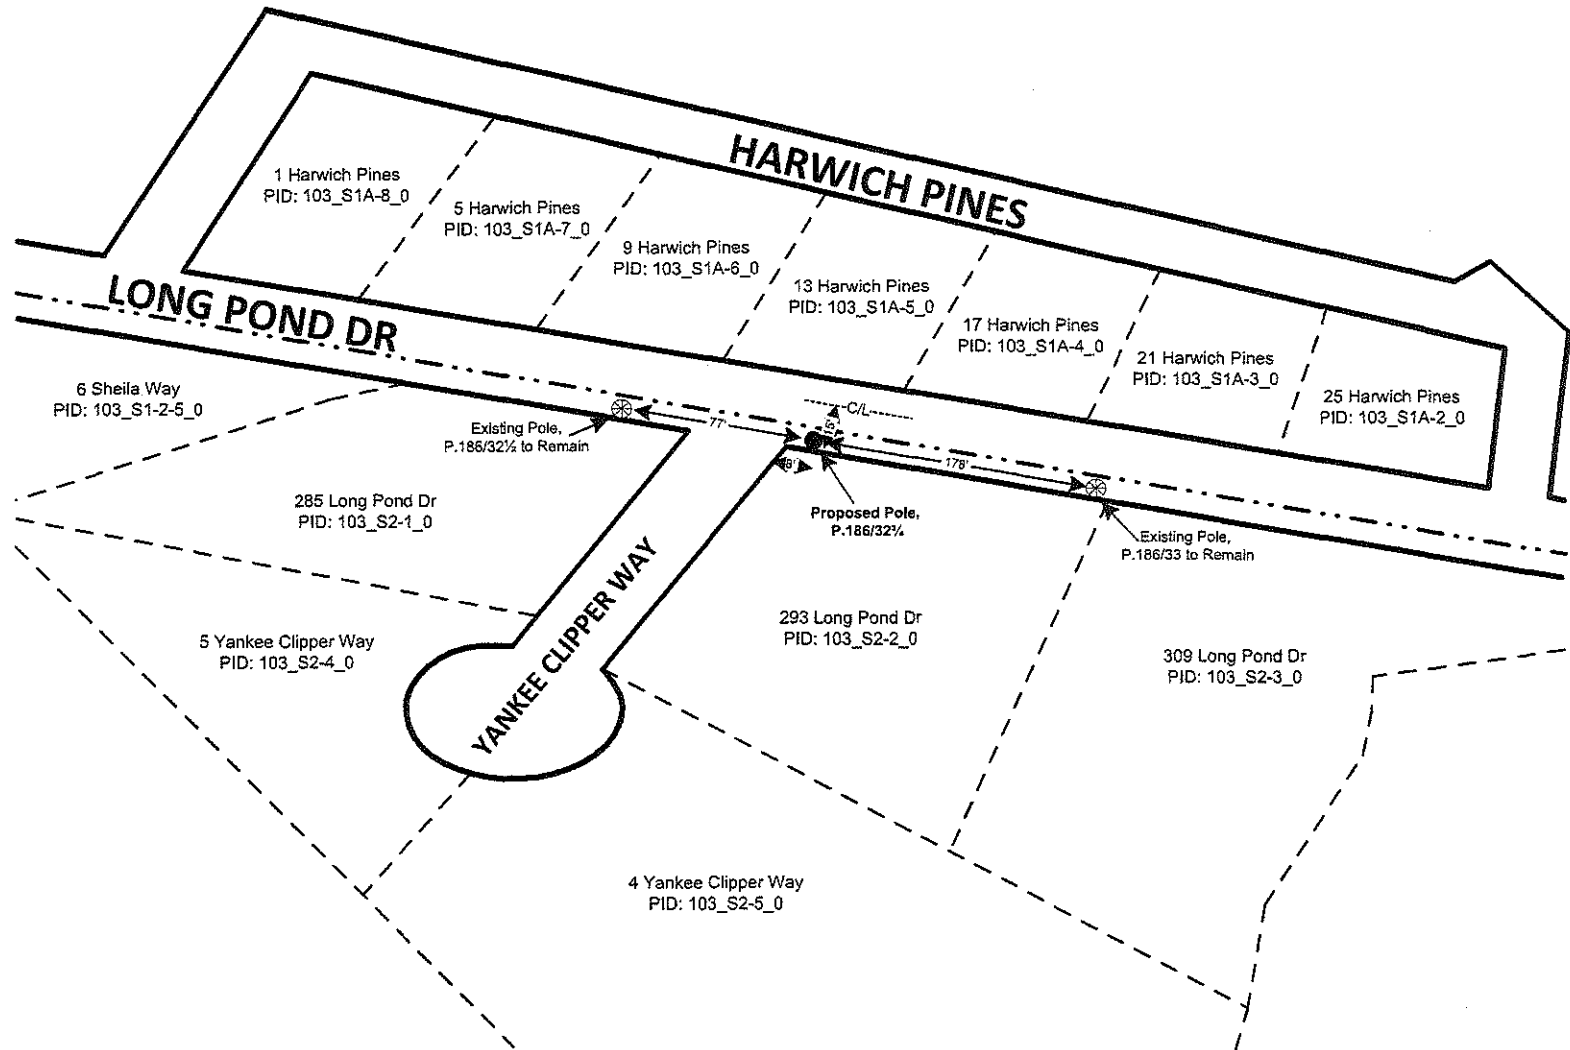 HARWICH PINES
1 Harwich Pines
PID: 103_S1A-8_0
5 Harwich Pines
PID: 103_S1A-7_0
9 Harwich Pines
PID: 103_S1A-6_0
13 Harwich Pines
PID: 103_S1A-5_0
17 Harwich Pines
PID: 103_S1A-4_0
21 Harwich Pines
PID: 103_S1A-3_0
25 Harwich Pines
PID: 103_S1A-2_0
LONG POND DR
6 Sheila Way
PID: 103_S1-2-5_0
C/L
15'
77'
178'
Existing Pole,
P.186/32½ to Remain
Proposed Pole,
P.186/32¾
Existing Pole,
P.186/33 to Remain
285 Long Pond Dr
PID: 103_S2-1_0
YANKEE CLIPPER WAY
5 Yankee Clipper Way
PID: 103_S2-4_0
293 Long Pond Dr
PID: 103_S2-2_0
309 Long Pond Dr
PID: 103_S2-3_0
4 Yankee Clipper Way
PID: 103_S2-5_0